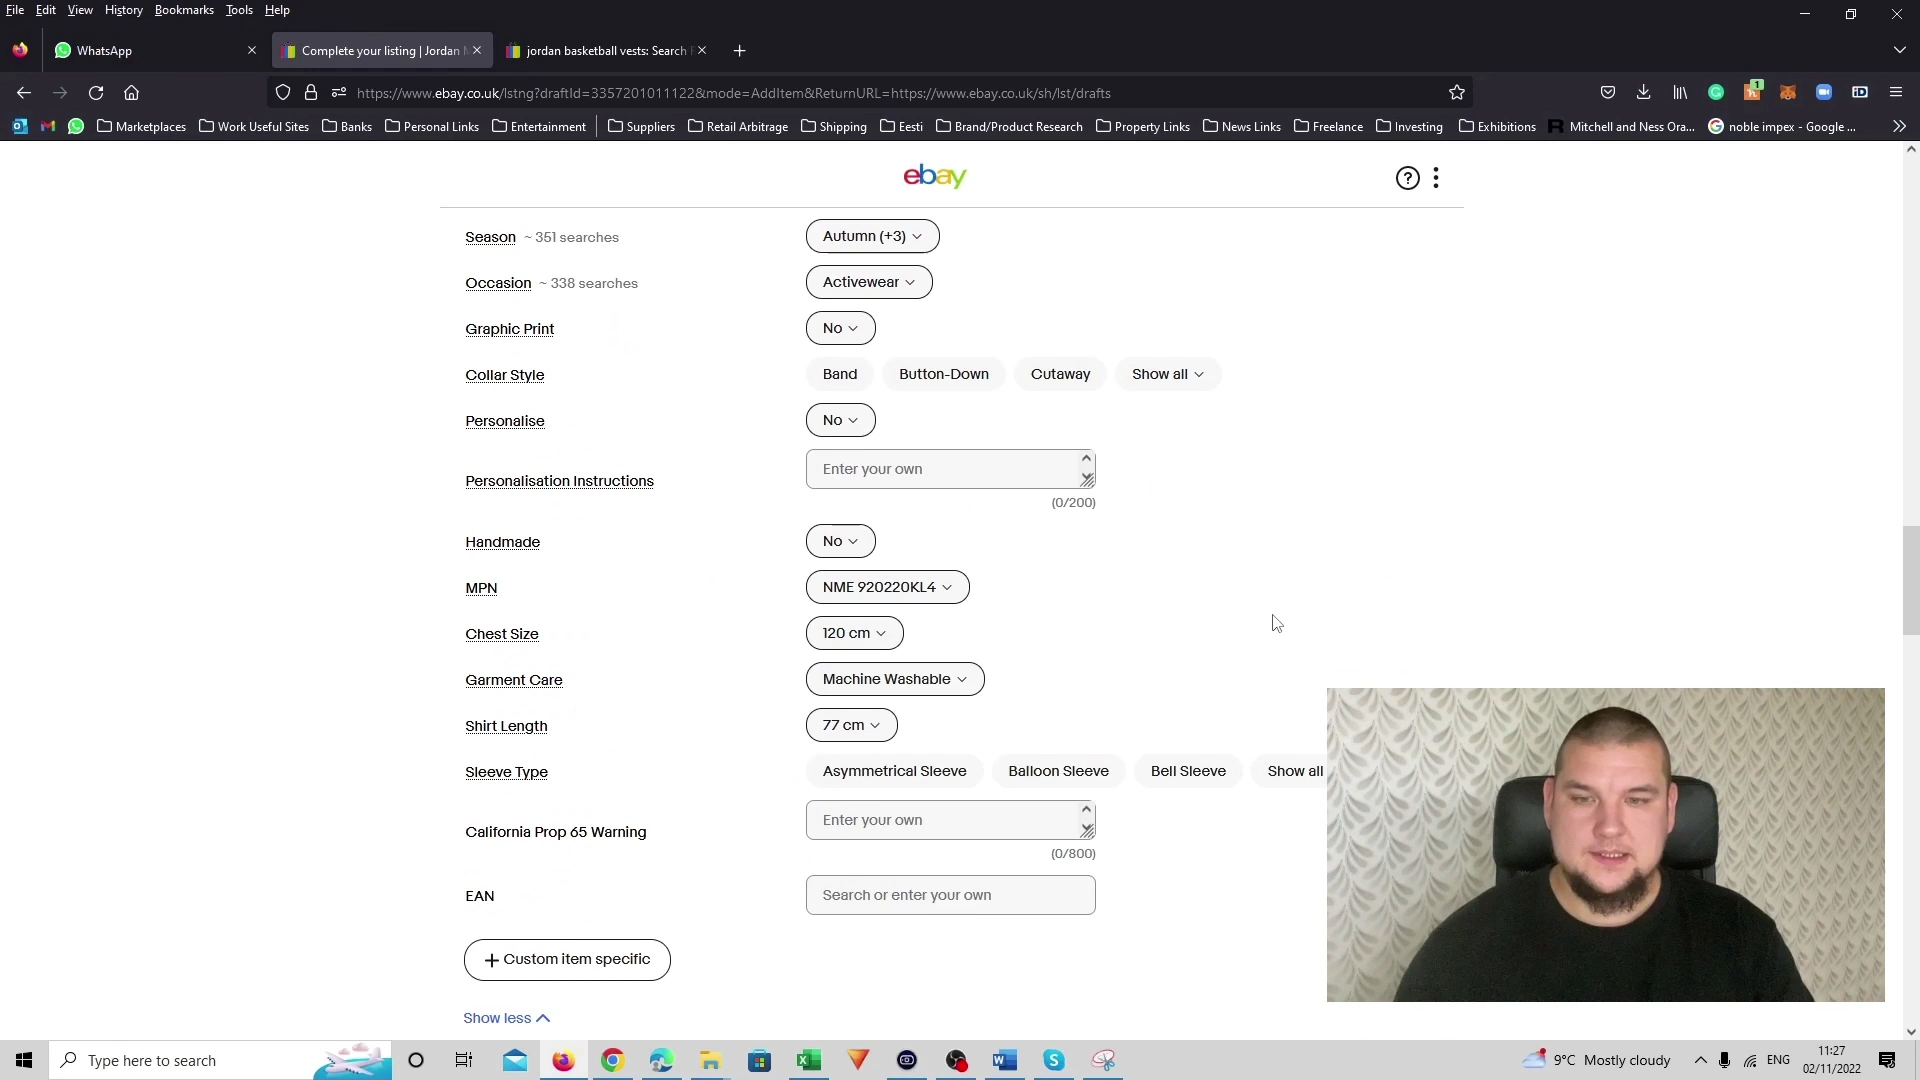 File Edit View History Bookmarks Tools Help
WhatsApp
Complete your listing | Jordan
jordan basketball vests: Search
https://www.ebay.co.uk/lstng?draftId=3357201011122&mode=AddItem&ReturnURL=https://www.ebay.co.uk/sh/lst/drafts
1
Marketplaces Work Useful Sites Banks Personal Links Entertainment Suppliers Retail Arbitrage Shipping Eesti Brand/Product Research Property Links News Links Freelance Investing Exhibitions Mitchell and Ness Ora... noble impex - Google ...
ebay
Season ~ 351 searches Autumn (+3)
Occasion ~ 338 searches Activewear
Graphic Print No
Collar Style Band Button-Down Cutaway Show all
Personalise No
Personalisation Instructions Enter your own
(0/200)
Handmade No
MPN NME 920220KL4
Chest Size 120 cm
Garment Care Machine Washable
Shirt Length 77 cm
Sleeve Type Asymmetrical Sleeve Balloon Sleeve Bell Sleeve Show all
California Prop 65 Warning Enter your own
(0/800)
EAN Search or enter your own
+ Custom item specific
Show less
Type here to search
9°C Mostly cloudy
ENG
11:27
02/11/2022